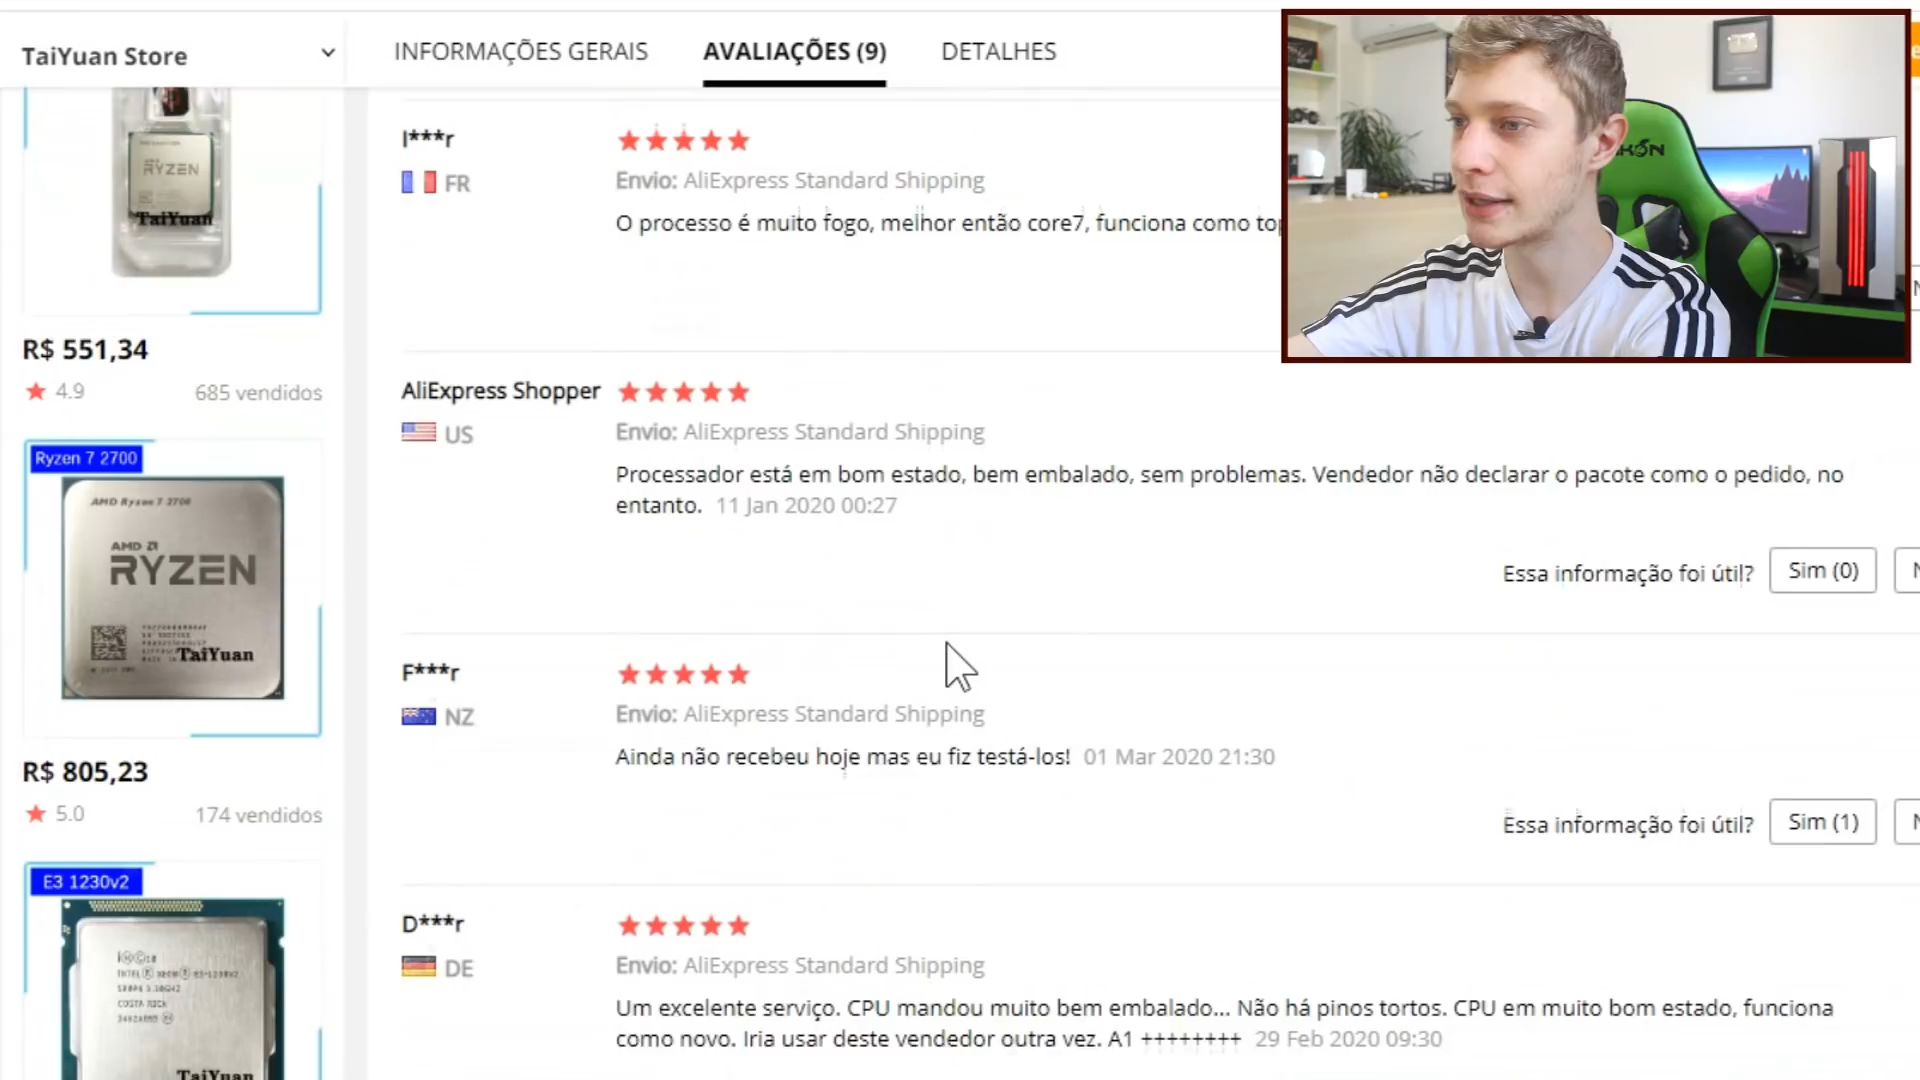 TaiYuan Store
INFORMAÇÕES GERAIS
AVALIAÇÕES (9)
DETALHES
RYZEN
TaiYuan
R$ 551,34
4.9
685 vendidos
Ryzen 7 2700
AMD Ryzen 7 2700
AMD
RYZEN
TaiYuan
R$ 805,23
5.0
174 vendidos
E3 1230v2
COSTA RICA
TaiYuan
I***r
FR
Envio: AliExpress Standard Shipping
O processo é muito fogo, melhor então core7, funciona como top
AliExpress Shopper
US
Envio: AliExpress Standard Shipping
Processador está em bom estado, bem embalado, sem problemas. Vendedor não declarar o pacote como o pedido, no
entanto. 11 Jan 2020 00:27
Essa informação foi útil?
Sim (0)
F***r
NZ
Envio: AliExpress Standard Shipping
Ainda não recebeu hoje mas eu fiz testá-los! 01 Mar 2020 21:30
Essa informação foi útil?
Sim (1)
D***r
DE
Envio: AliExpress Standard Shipping
Um excelente serviço. CPU mandou muito bem embalado... Não há pinos tortos. CPU em muito bom estado, funciona
como novo. Iria usar deste vendedor outra vez. A1 ++++++++ 29 Feb 2020 09:30